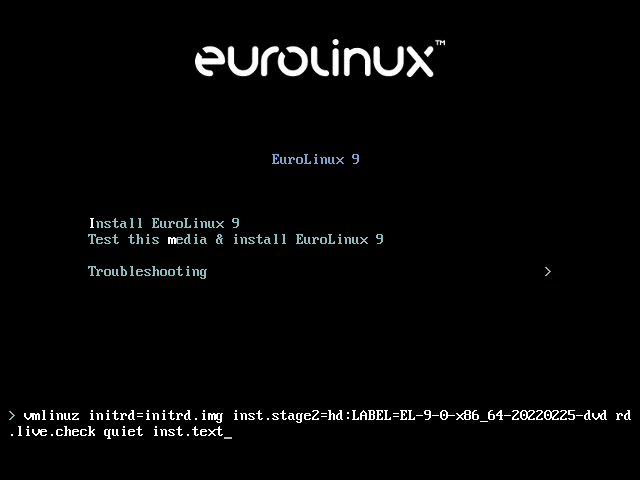 eurolinux™
EuroLinux 9
Install EuroLinux 9
Test this media & install EuroLinux 9
Troubleshooting >
> vmlinuz initrd=initrd.img inst.stage2=hd:LABEL=EL-9-0-x86_64-20220225-dvd rd
.live.check quiet inst.text_